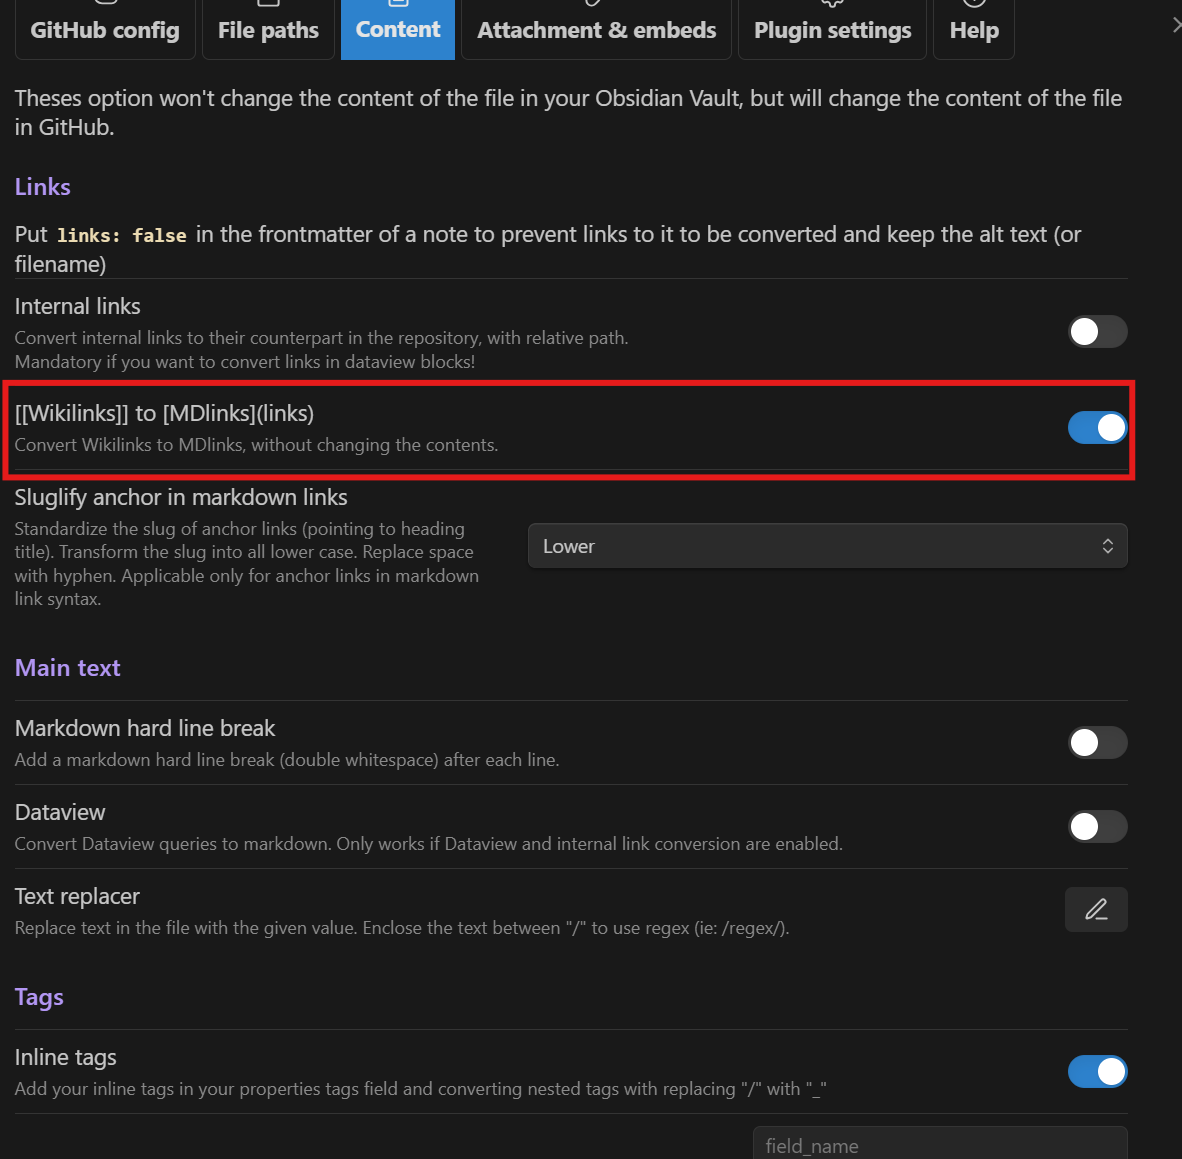 GitHub config
File paths
Content
Attachment & embeds
Plugin settings
Help
Theses option won't change the content of the file in your Obsidian Vault, but will change the content of the file
in GitHub.
Links
Put links: false in the frontmatter of a note to prevent links to it to be converted and keep the alt text (or
filename)
Internal links
Convert internal links to their counterpart in the repository, with relative path.
Mandatory if you want to convert links in dataview blocks!
[[Wikilinks]] to [MDlinks](links)
Convert Wikilinks to MDlinks, without changing the contents.
Sluglify anchor in markdown links
Standardize the slug of anchor links (pointing to heading
title). Transform the slug into all lower case. Replace space
with hyphen. Applicable only for anchor links in markdown
link syntax.
Lower
Main text
Markdown hard line break
Add a markdown hard line break (double whitespace) after each line.
Dataview
Convert Dataview queries to markdown. Only works if Dataview and internal link conversion are enabled.
Text replacer
Replace text in the file with the given value. Enclose the text between "/" to use regex (ie: /regex/).
Tags
Inline tags
Add your inline tags in your properties tags field and converting nested tags with replacing "/" with "_"
field_name